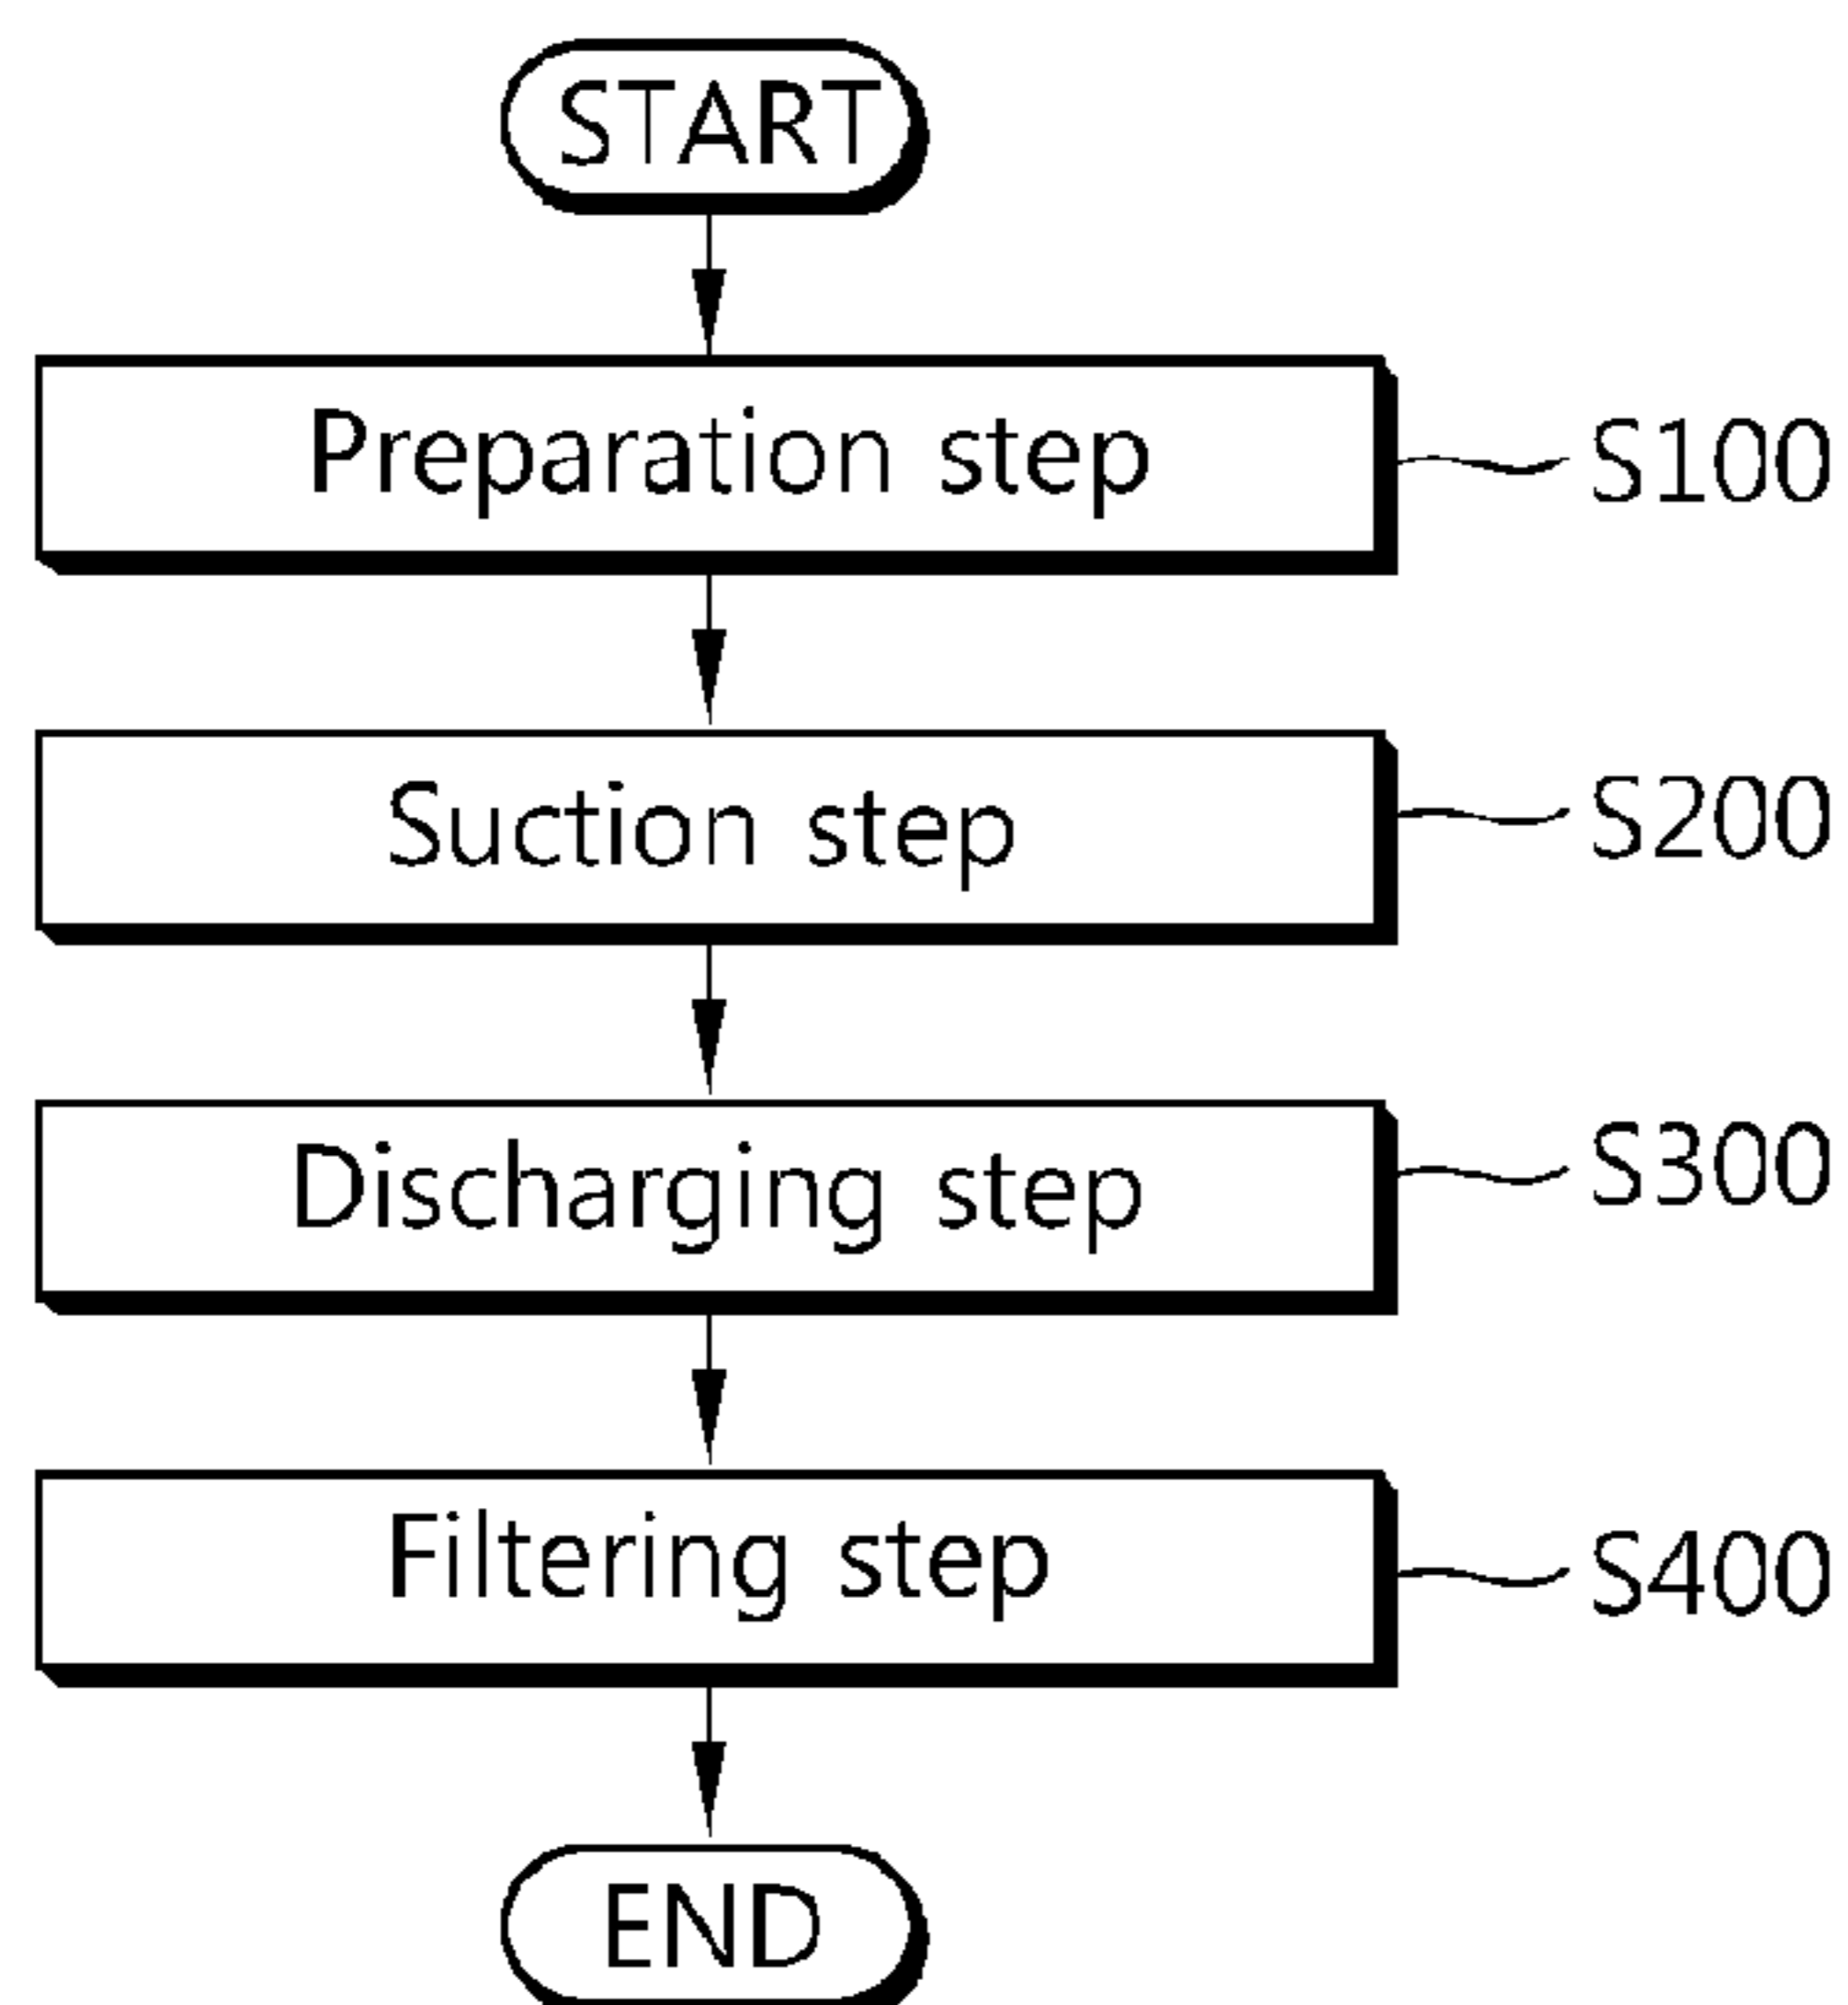 START
Preparation step
S100
Suction step
S200
Discharging step
S300
Filtering step
S400
END